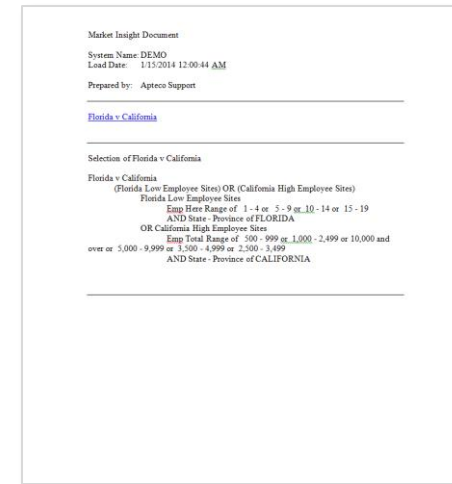 Market Insight Document
System Name: DEMO
Load Date: 1/15/2014 12:00:44 AM
Prepared by: Apteco Support
Florida v California
Selection of Florida v California
Florida v California
(Florida Low Employee Sites) OR (California High Employee Sites)
Florida Low Employee Sites
Emp Here Range of 1 - 4 or 5 - 9 or 10 - 14 or 15 - 19
AND State - Province of FLORIDA
OR California High Employee Sites
Emp Total Range of 500 - 999 or 1,000 - 2,499 or 10,000 and
over or 5,000 - 9,999 or 3,500 - 4,999 or 2,500 - 3,499
AND State - Province of CALIFORNIA